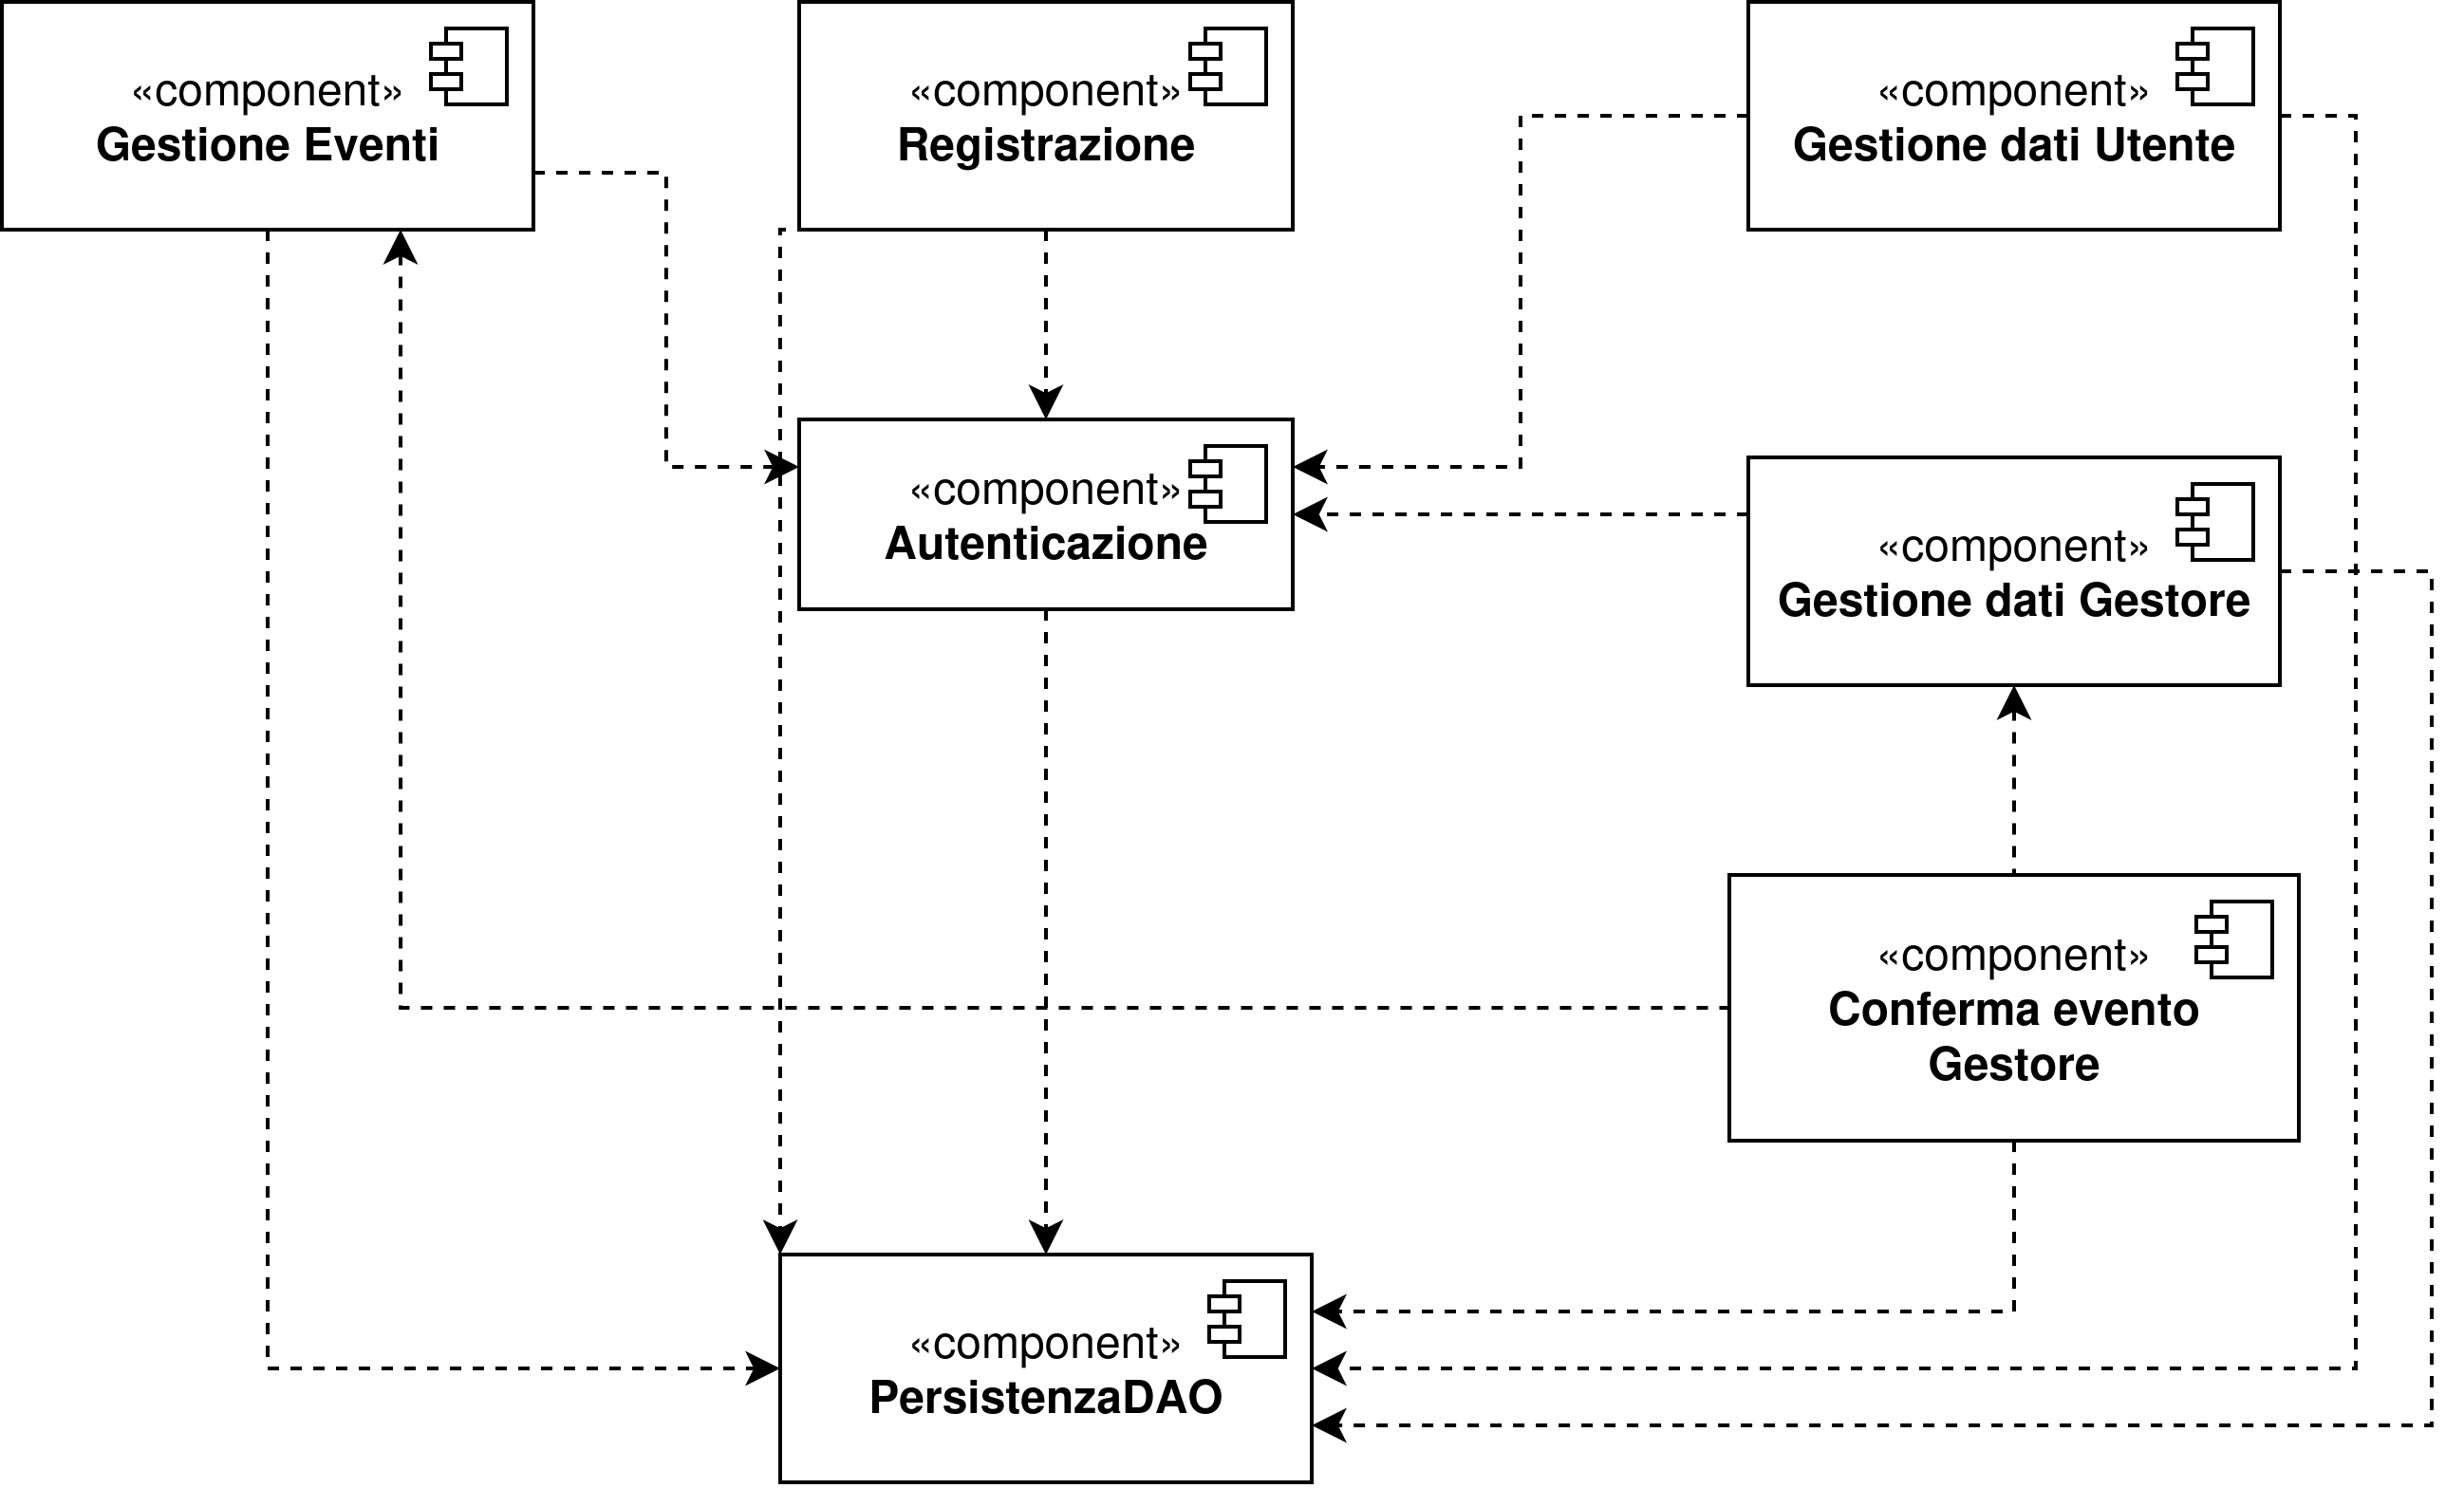 «component»
Gestione Eventi
«component»
Registrazione
«component»
Gestione dati Utente
«component»
Autenticazione
«component»
Gestione dati Gestore
«component»
Conferma evento
Gestore
«component»
PersistenzaDAO